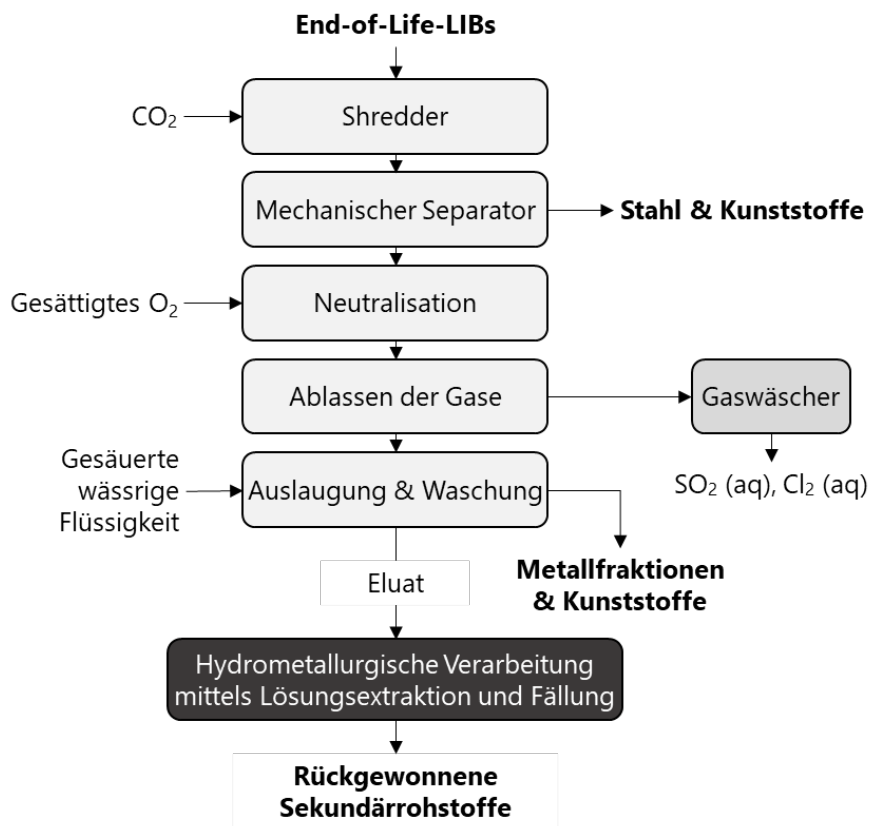 End-of-Life-LIBs
CO₂
Shredder
Mechanischer Separator
Stahl & Kunststoffe
Gesättigtes O₂
Neutralisation
Ablassen der Gase
Gaswäscher
Gesäuerte
wässrige
Flüssigkeit
Auslaugung & Waschung
SO₂ (aq), Cl₂ (aq)
Eluat
Metallfraktionen
& Kunststoffe
Hydrometallurgische Verarbeitung
mittels Lösungsextraktion und Fällung
Rückgewonnene
Sekundärrohstoffe